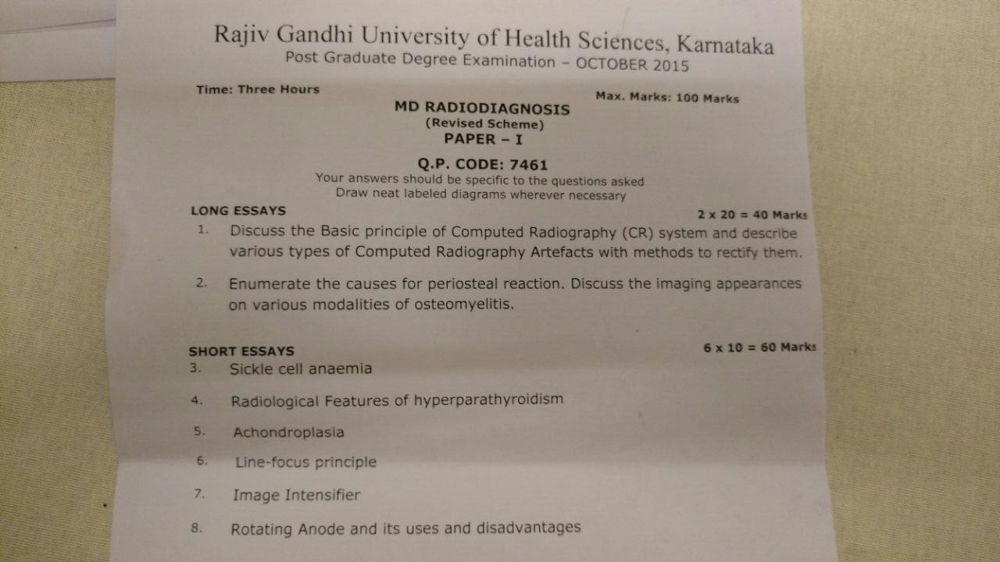 Rajiv Gandhi University of Health Sciences, Karnataka
Post Graduate Degree Examination – OCTOBER 2015
Time: Three Hours
Max. Marks: 100 Marks
MD RADIODIAGNOSIS
(Revised Scheme)
PAPER – I
Q.P. CODE: 7461
Your answers should be specific to the questions asked
Draw neat labeled diagrams wherever necessary
LONG ESSAYS 2 x 20 = 40 Marks
1. Discuss the Basic principle of Computed Radiography (CR) system and describe
various types of Computed Radiography Artefacts with methods to rectify them.
2. Enumerate the causes for periosteal reaction. Discuss the imaging appearances
on various modalities of osteomyelitis.
SHORT ESSAYS 6 x 10 = 60 Marks
3. Sickle cell anaemia
4. Radiological Features of hyperparathyroidism
5. Achondroplasia
6. Line-focus principle
7. Image Intensifier
8. Rotating Anode and its uses and disadvantages